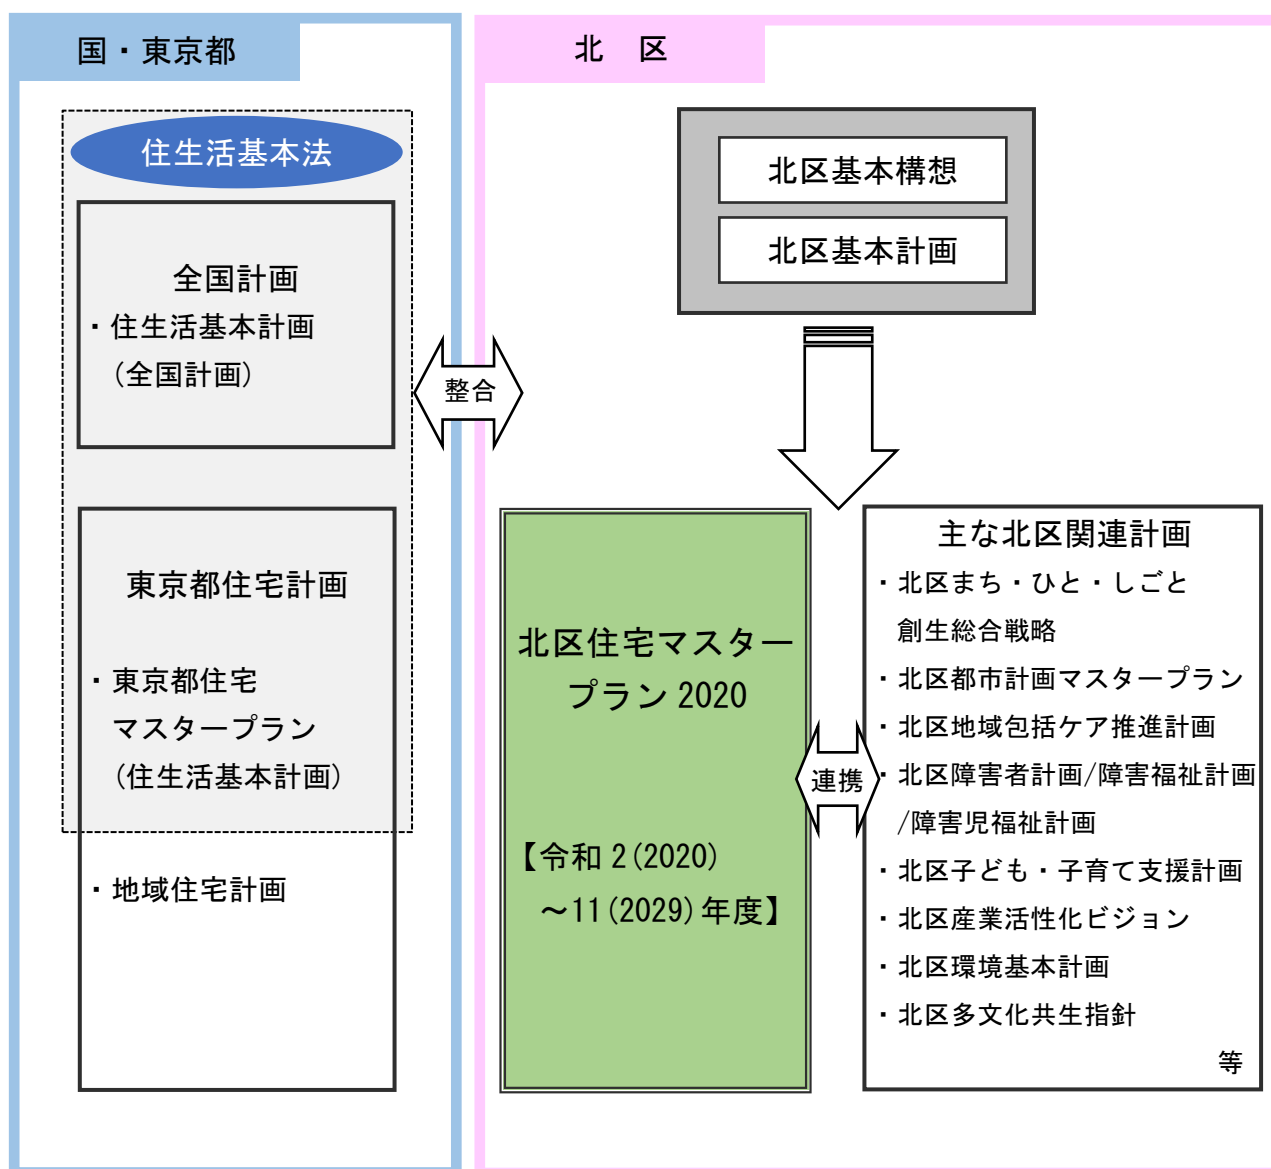 国・東京都
住生活基本法
全国計画
・住生活基本計画
(全国計画)
東京都住宅計画
・東京都住宅
マスタープラン
(住生活基本計画)
・地域住宅計画
整合
北　区
北区基本構想
北区基本計画
北区住宅マスター
プラン 2020
【令和 2(2020)
～11(2029)年度】
連携
主な北区関連計画
・北区まち・ひと・しごと
創生総合戦略
・北区都市計画マスタープラン
・北区地域包括ケア推進計画
・北区障害者計画/障害福祉計画
/障害児福祉計画
・北区子ども・子育て支援計画
・北区産業活性化ビジョン
・北区環境基本計画
・北区多文化共生指針
等